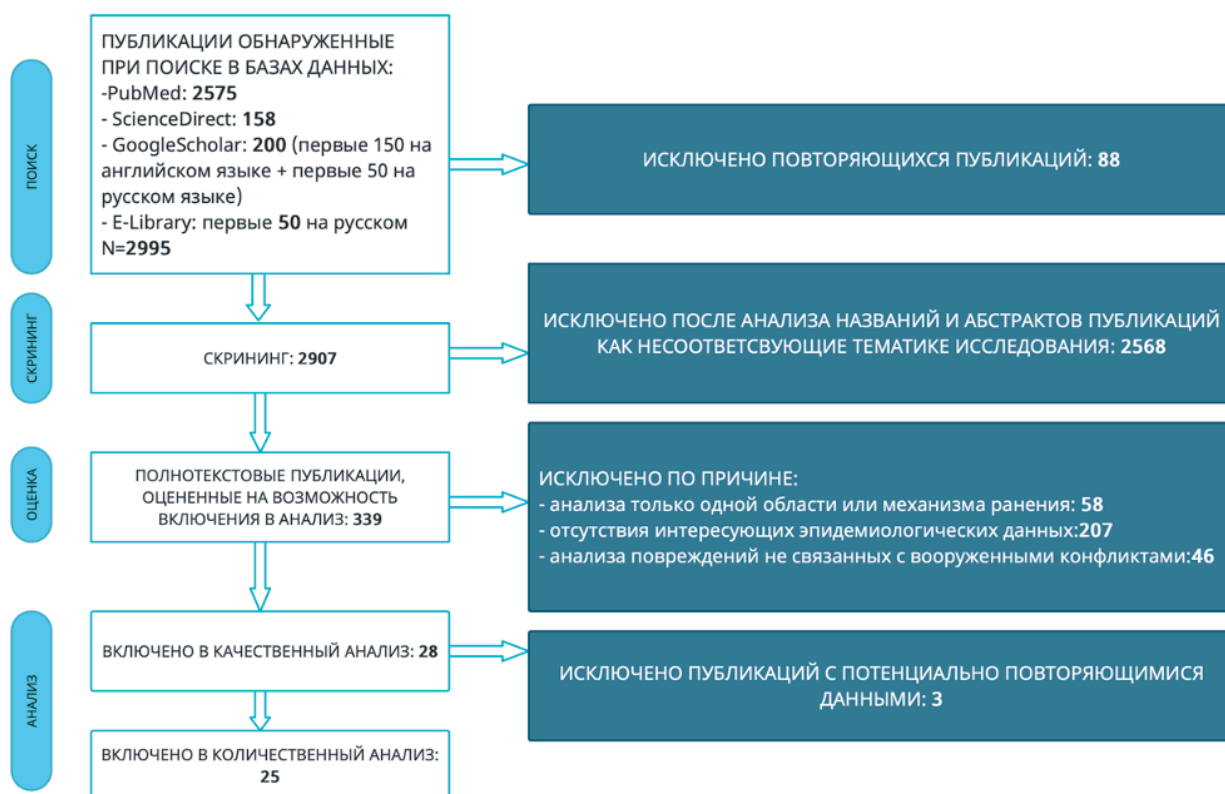 ПОИСК
ПУБЛИКАЦИИ ОБНАРУЖЕННЫЕ
ПРИ ПОИСКЕ В БАЗАХ ДАННЫХ:
-PubMed: 2575
- ScienceDirect: 158
- GoogleScholar: 200 (первые 150 на
английском языке + первые 50 на
русском языке)
- E-Library: первые 50 на русском
N=2995
ИСКЛЮЧЕНО ПОВТОРЯЮЩИХСЯ ПУБЛИКАЦИЙ: 88
СКРИНИНГ
СКРИНИНГ: 2907
ИСКЛЮЧЕНО ПОСЛЕ АНАЛИЗА НАЗВАНИЙ И АБСТРАКТОВ ПУБЛИКАЦИЙ
КАК НЕСООТВЕТСВУЮЩИЕ ТЕМАТИКЕ ИССЛЕДОВАНИЯ: 2568
ОЦЕНКА
ПОЛНОТЕКСТОВЫЕ ПУБЛИКАЦИИ,
ОЦЕНЕННЫЕ НА ВОЗМОЖНОСТЬ
ВКЛЮЧЕНИЯ В АНАЛИЗ: 339
ИСКЛЮЧЕНО ПО ПРИЧИНЕ:
- анализа только одной области или механизма ранения: 58
- отсутствия интересующих эпидемиологических данных:207
- анализа повреждений не связанных с вооруженными конфликтами:46
АНАЛИЗ
ВКЛЮЧЕНО В КАЧЕСТВЕННЫЙ АНАЛИЗ: 28
ИСКЛЮЧЕНО ПУБЛИКАЦИЙ С ПОТЕНЦИАЛЬНО ПОВТОРЯЮЩИМИСЯ
ДАННЫМИ: 3
ВКЛЮЧЕНО В КОЛИЧЕСТВЕННЫЙ АНАЛИЗ:
25